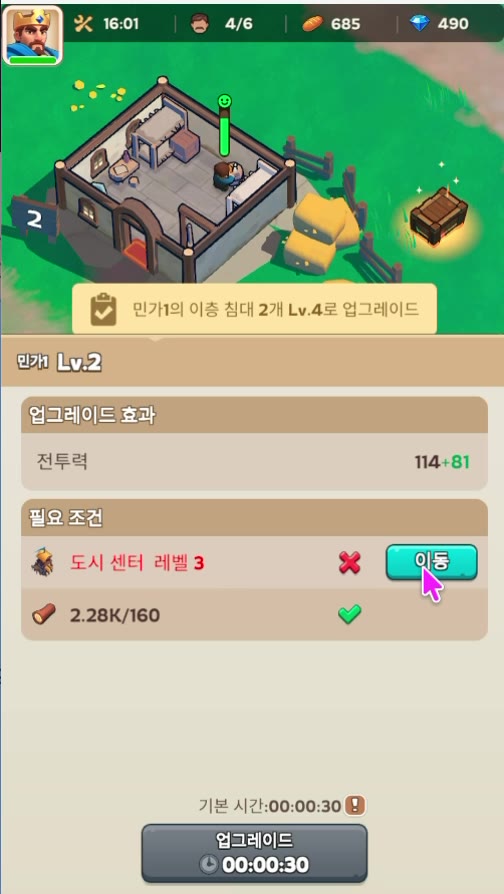 16:01
4/6
685
490
2
민가1의 이층 침대 2개 Lv.4로 업그레이드
민가1 Lv.2
업그레이드 효과
전투력 114+81
필요 조건
도시 센터 레벨 3 이동
2.28K/160
기본 시간:00:00:30
업그레이드
00:00:30